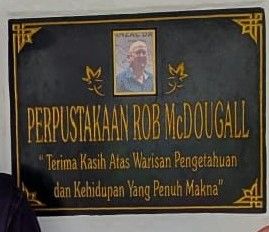 PERPUSTAKAAN ROB McDOUGALL
“Terima Kasih Atas Warisan Pengetahuan
dan Kehidupan Yang Penuh Makna”